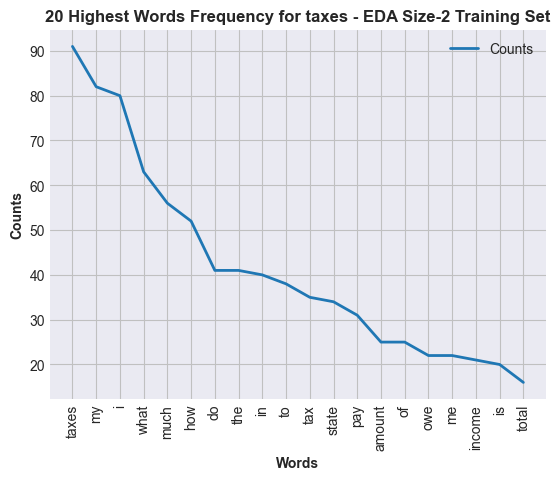 20 Highest Words Frequency for taxes - EDA Size-2 Training Set
Counts
90
80
70
60
50
40
30
20
Counts
taxes
my
i
what
much
how
do
the
in
to
tax
state
pay
amount
of
owe
me
income
is
total
Words